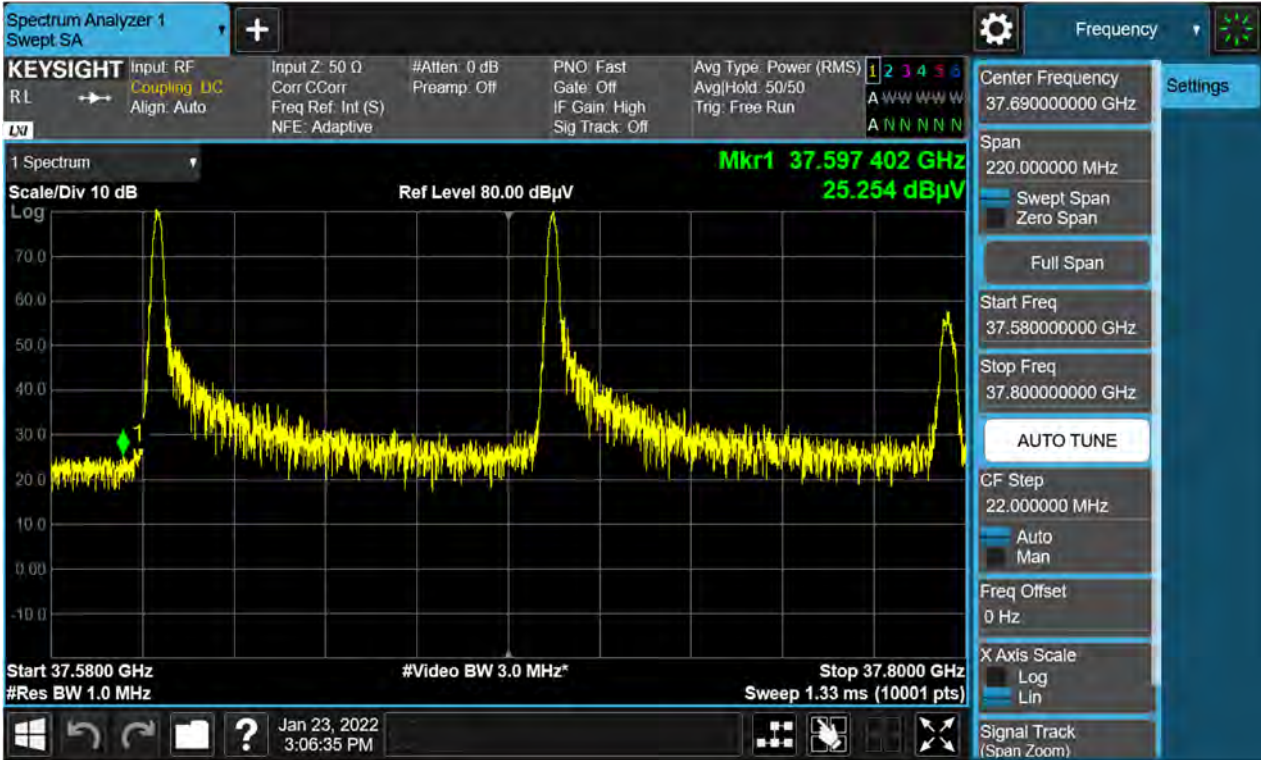 Spectrum Analyzer 1
Swept SA
+
Frequency
KEYSIGHT
RL
LXI
Input: RF
Coupling: DC
Align: Auto
Input Z: 50 Ω
Corr CCorr
Freq Ref: Int (S)
NFE: Adaptive
#Atten: 0 dB
Preamp: Off
PNO: Fast
Gate: Off
IF Gain: High
Sig Track: Off
Avg Type: Power (RMS)
Avg|Hold: 50/50
Trig: Free Run
1 2 3 4 5 6
A W W W W W
A N N N N N
1 Spectrum
Scale/Div 10 dB
Ref Level 80.00 dBµV
Mkr1 37.597 402 GHz
25.254 dBµV
Log
70.0
60.0
50.0
40.0
30.0
20.0
10.0
0.00
-10.0
1
Start 37.5800 GHz
#Video BW 3.0 MHz*
Stop 37.8000 GHz
#Res BW 1.0 MHz
Sweep 1.33 ms (10001 pts)
?
Jan 23, 2022
3:06:35 PM
Center Frequency
37.690000000 GHz
Span
220.000000 MHz
Swept Span
Zero Span
Full Span
Start Freq
37.580000000 GHz
Stop Freq
37.800000000 GHz
AUTO TUNE
CF Step
22.000000 MHz
Auto
Man
Freq Offset
0 Hz
X Axis Scale
Log
Lin
Signal Track
(Span Zoom)
Settings